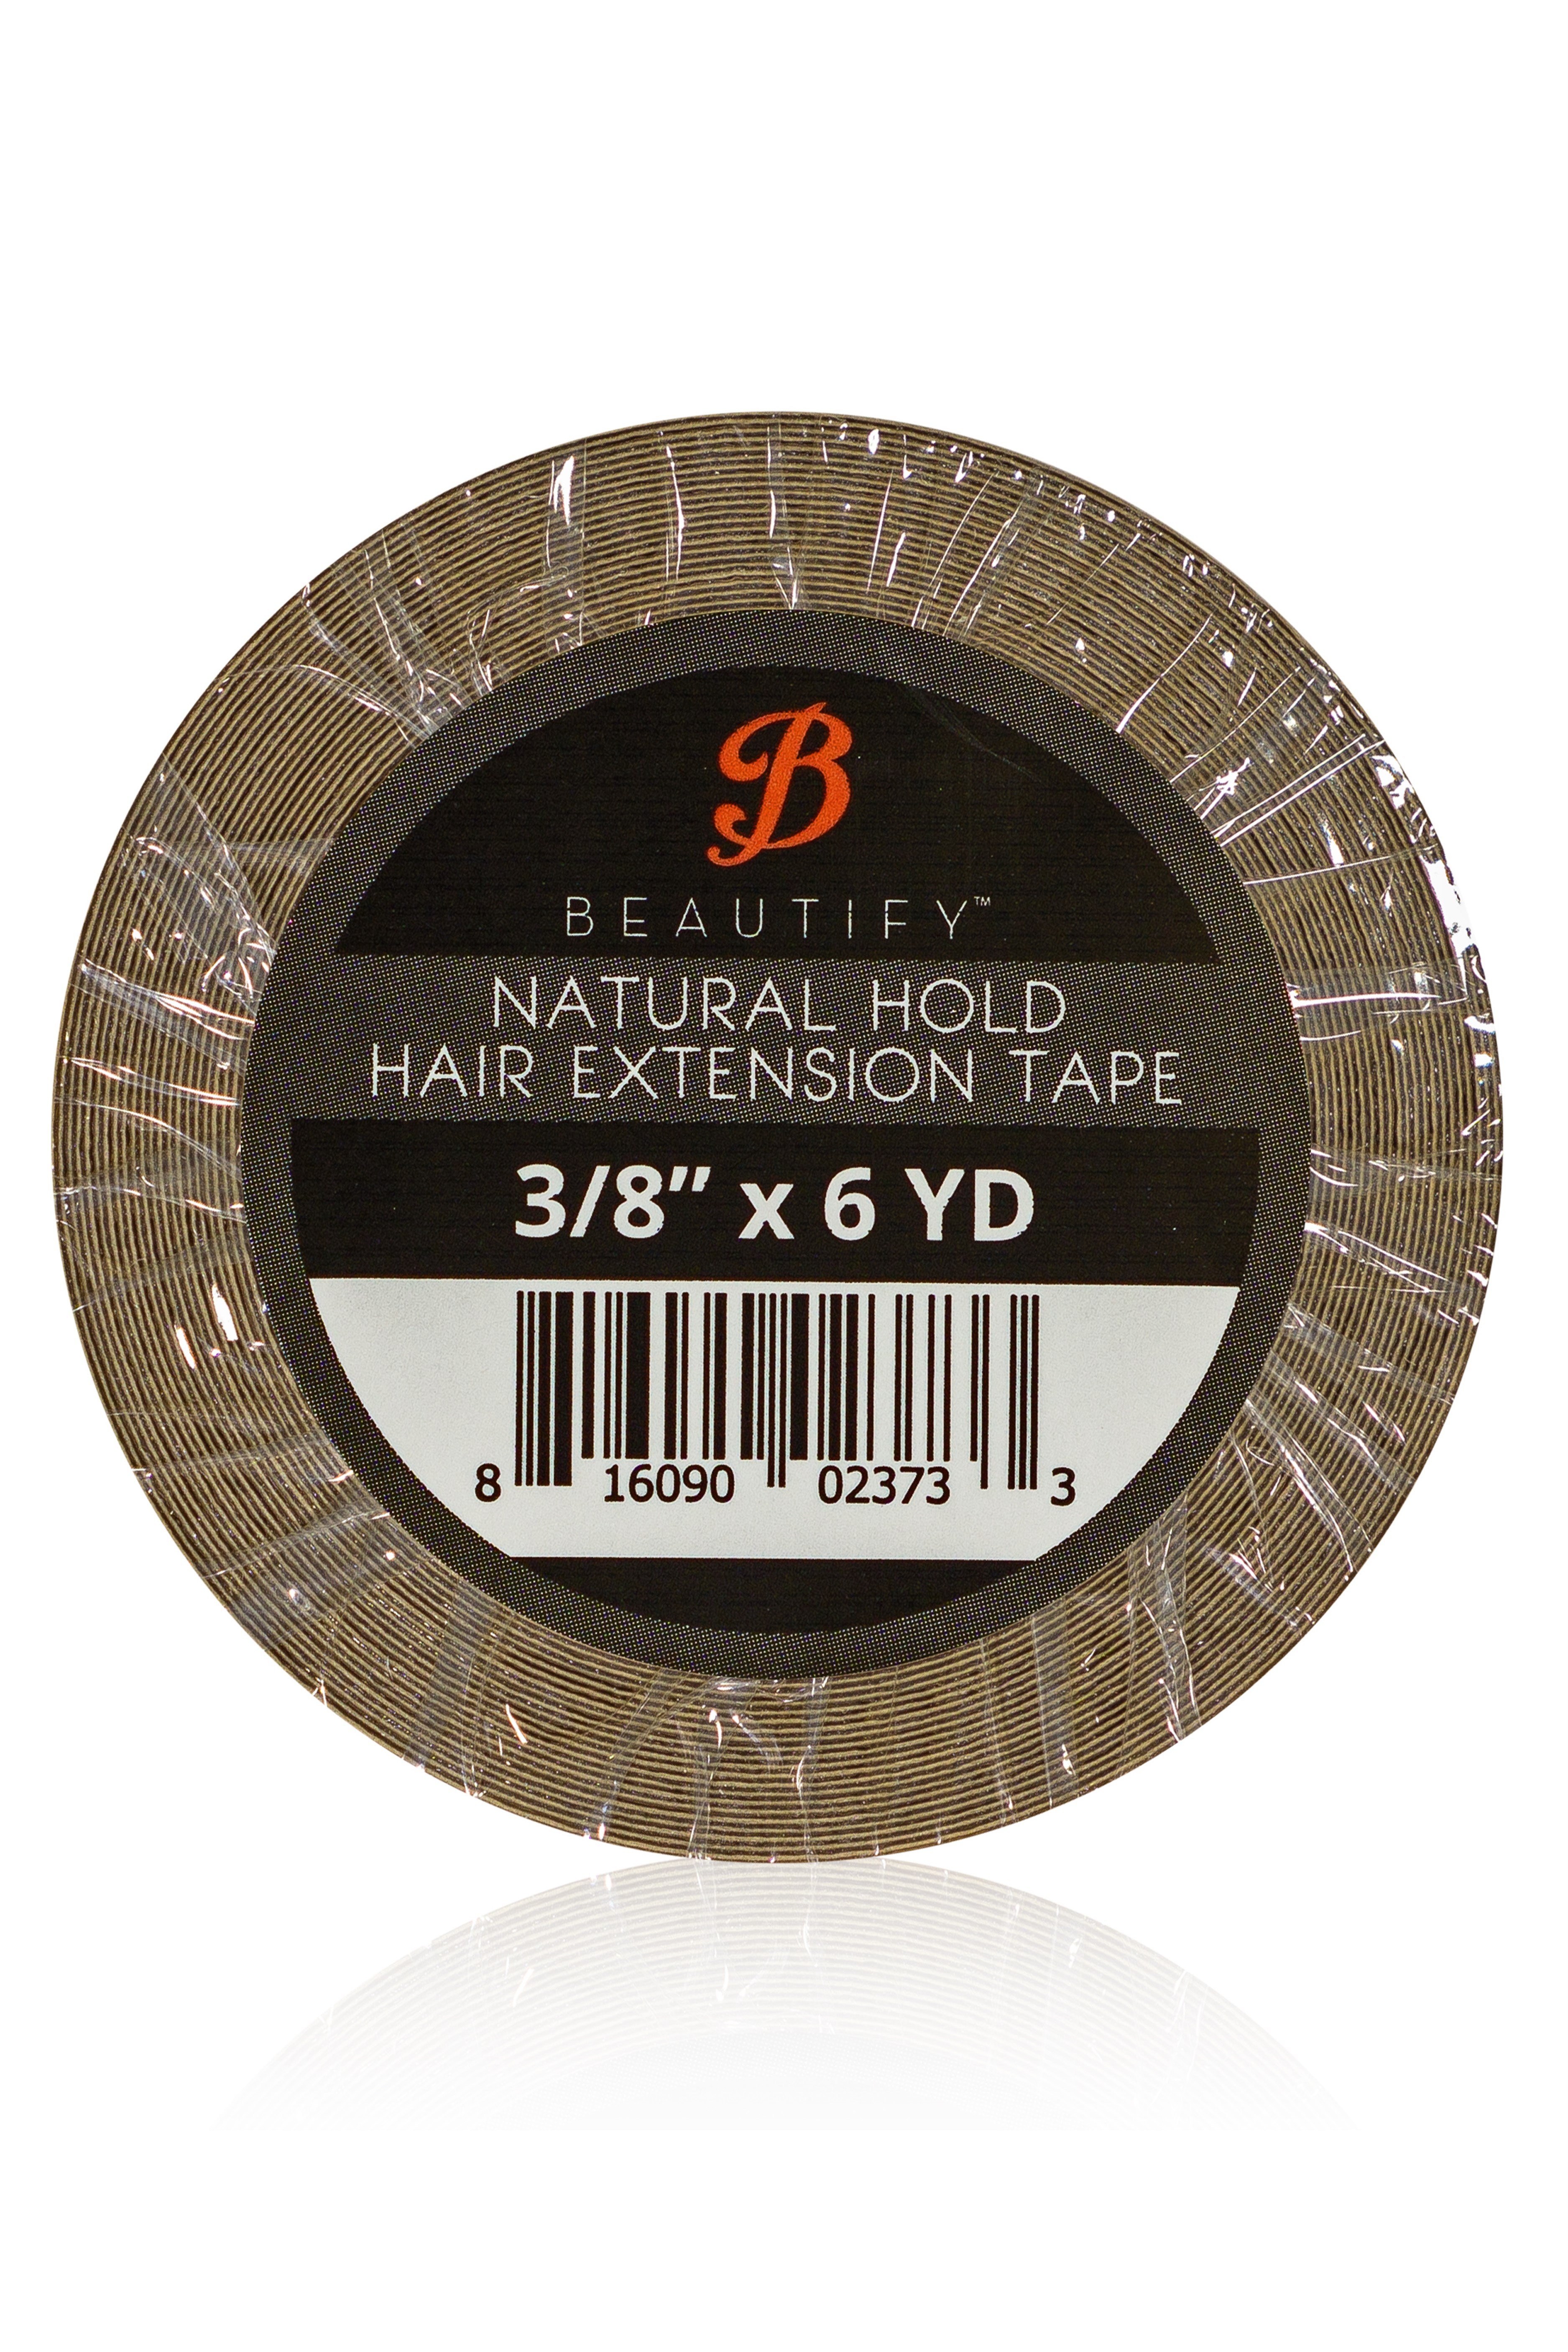 B
BEAUTIFY™
NATURAL HOLD
HAIR EXTENSION TAPE
3/8" x 6 YD
8 16090 02373 3